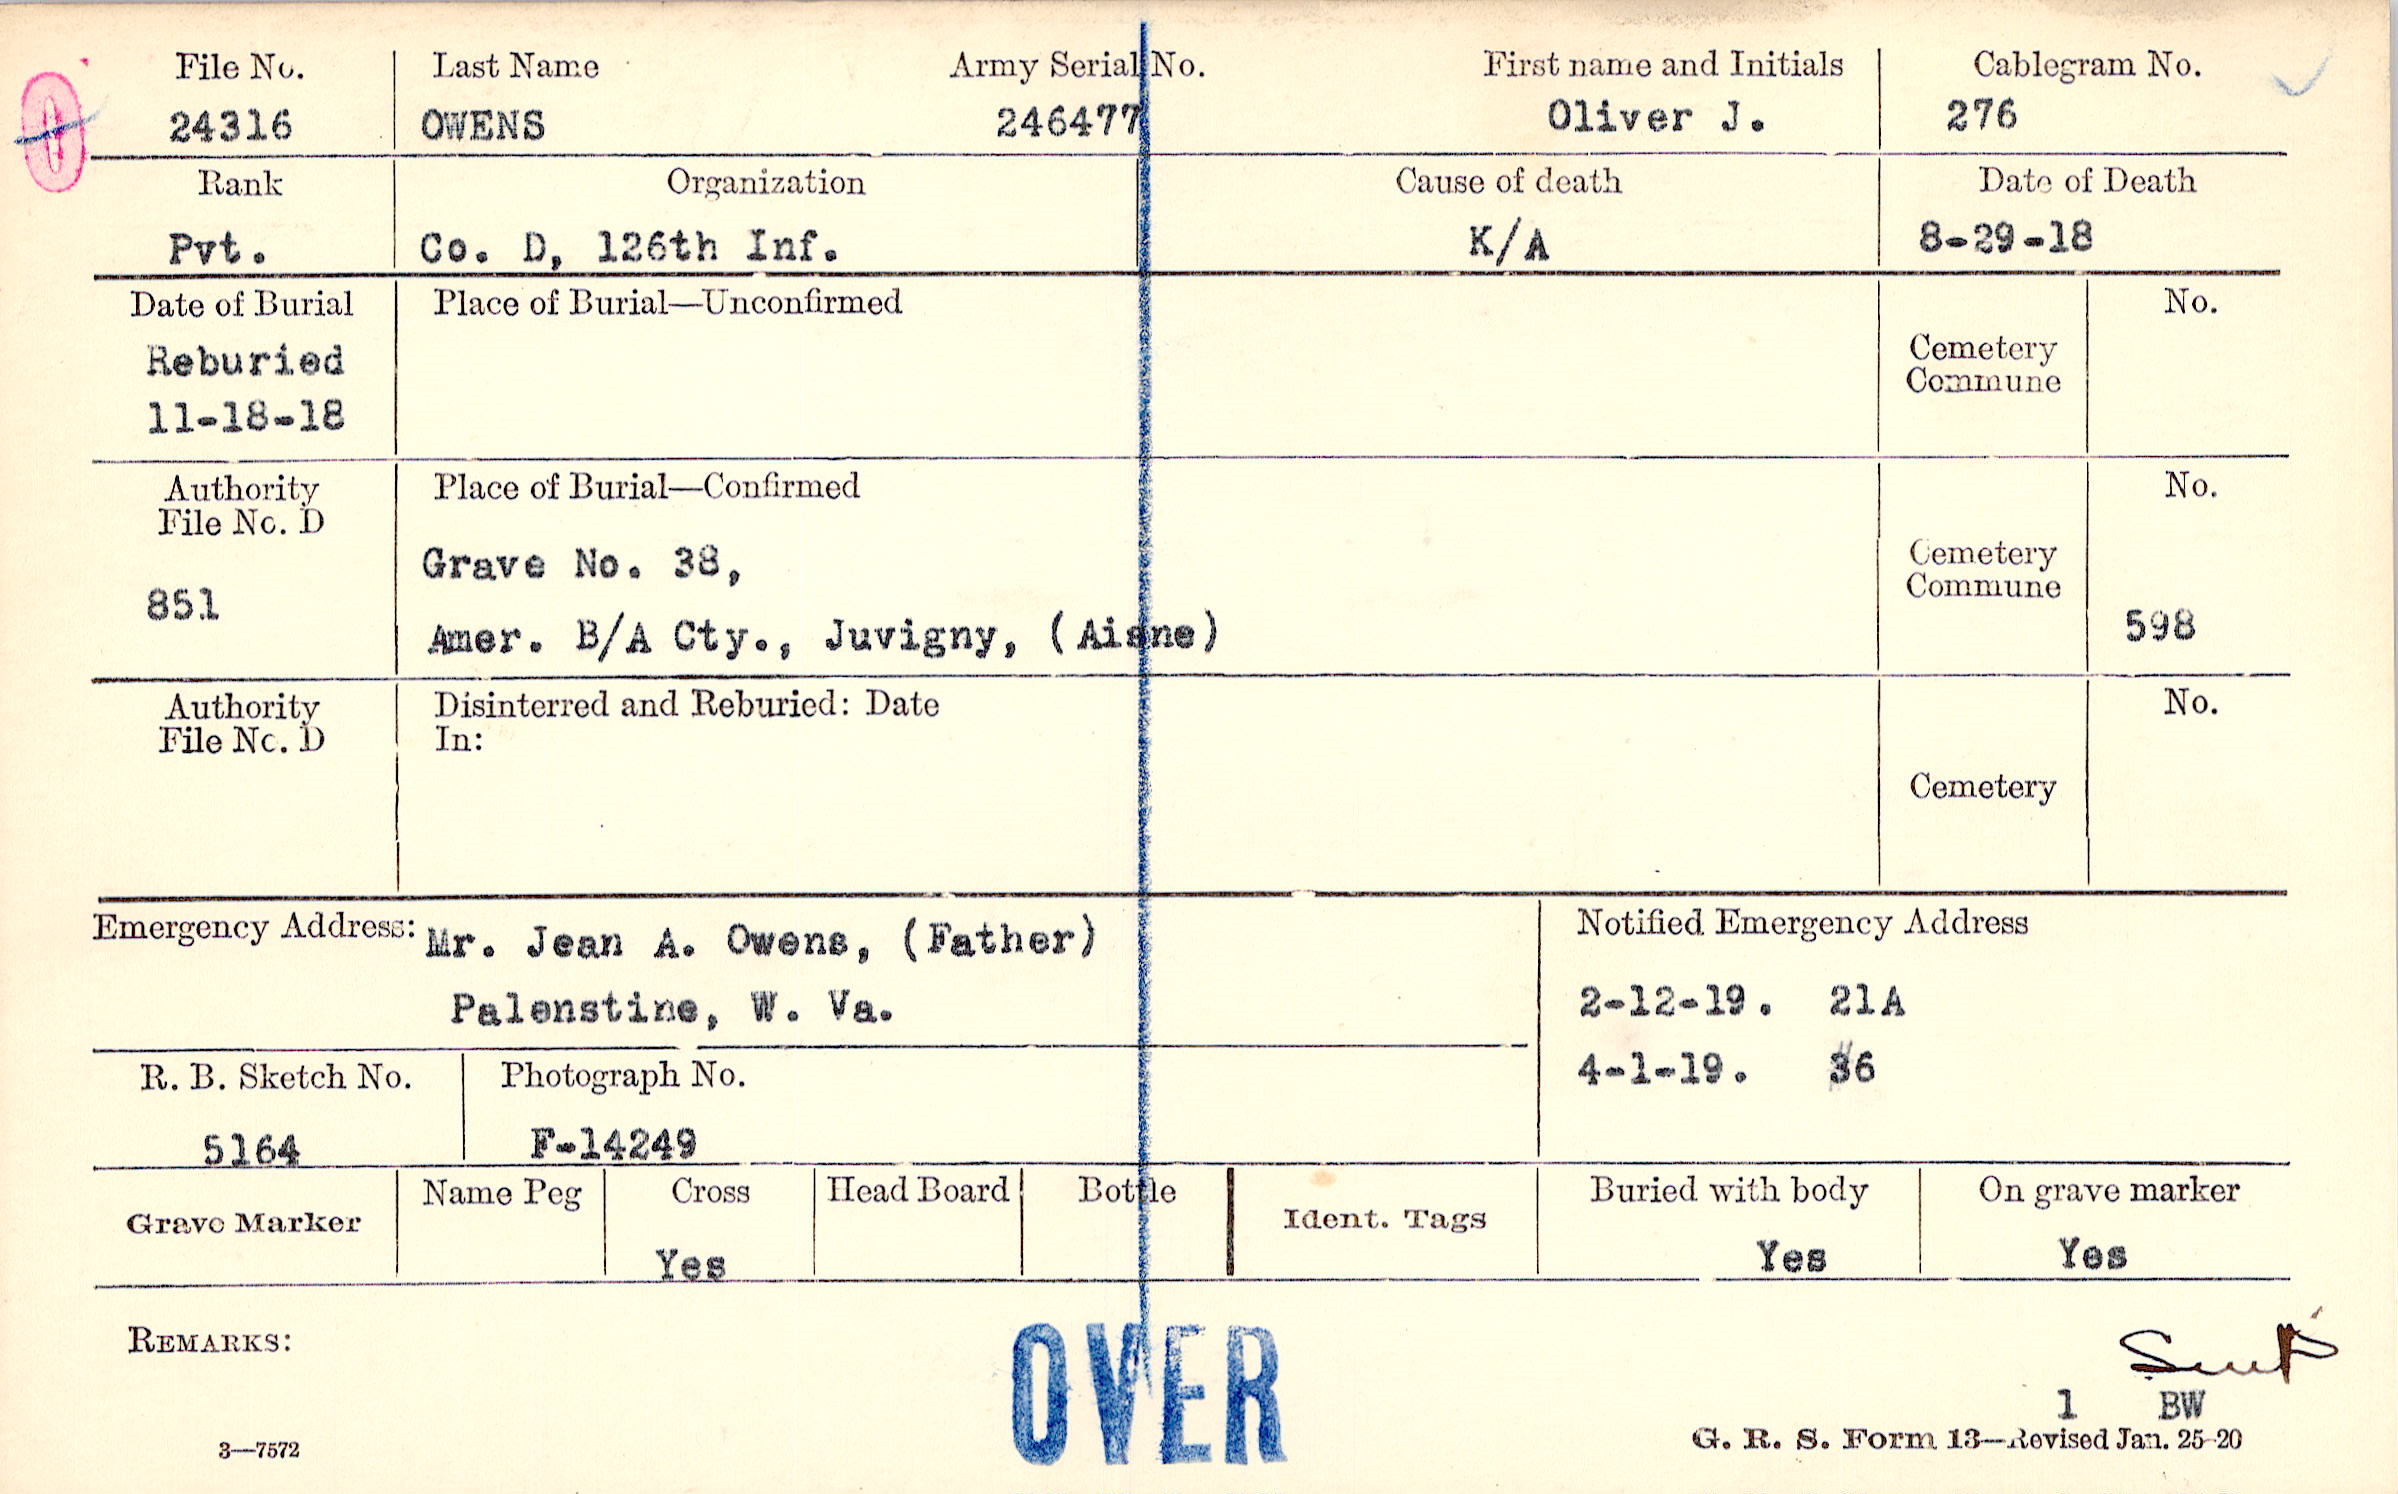 File No. Last Name Army Serial No. First name and Initials Cablegram No.
24316 OWENS 246477 Oliver J. 276
Rank Organization Cause of death Date of Death
Pvt. Co. D, 126th Inf. K/A 8-29-18
Date of Burial Place of Burial—Unconfirmed No.
Reburied
11-18-18
Cemetery
Commune
Authority
File No. D
Place of Burial—Confirmed No.
851
Grave No. 38,
Amer. B/A Cty., Juvigny, (Aisne)
Cemetery
Commune
598
Authority
File No. D
Disinterred and Reburied: Date
In:
No.
Cemetery
Emergency Address: Mr. Jean A. Owens, (Father)
Palenstine, W. Va.
Notified Emergency Address
2-12-19. 21A
4-1-19. 36
R. B. Sketch No. Photograph No.
5164 F-14249
Grave Marker
Name Peg Cross Head Board Bottle
Yes
Ident. Tags
Buried with body On grave marker
Yes Yes
REMARKS:
OVER
1 BW
3—7572
G. R. S. Form 13—Revised Jan. 25-20